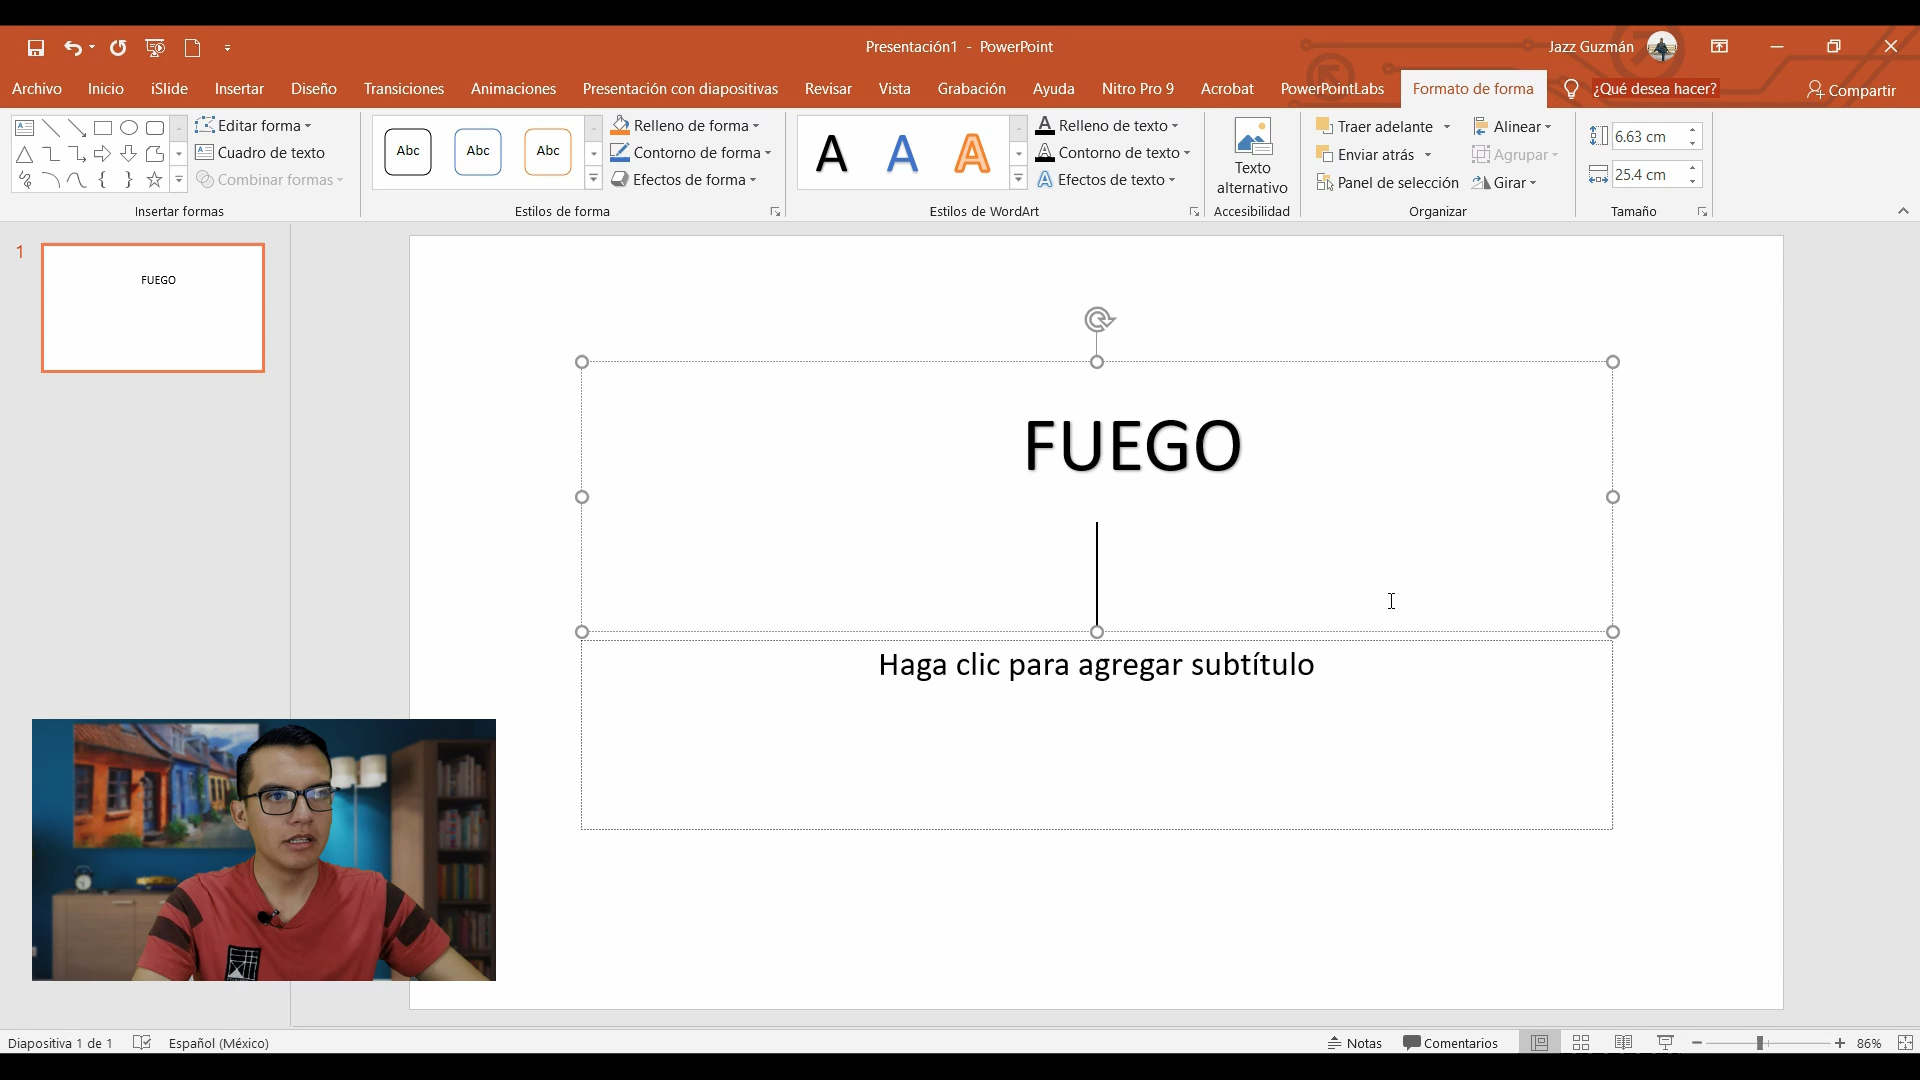 Presentación1 - PowerPoint
Jazz Guzmán
Archivo Inicio iSlide Insertar Diseño Transiciones Animaciones Presentación con diapositivas Revisar Vista Grabación Ayuda Nitro Pro 9 Acrobat PowerPointLabs Formato de forma ¿Qué desea hacer? Compartir
Editar forma
Cuadro de texto
Combinar formas
Insertar formas
Abc Abc Abc
Relleno de forma
Contorno de forma
Efectos de forma
Estilos de forma
A A A
Relleno de texto
Contorno de texto
Efectos de texto
Estilos de WordArt
Texto
alternativo
Accesibilidad
Traer adelante
Enviar atrás
Panel de selección
Alinear
Agrupar
Girar
Organizar
6.63 cm
25.4 cm
Tamaño
1
FUEGO
FUEGO
Haga clic para agregar subtítulo
Diapositiva 1 de 1 Español (México) Notas Comentarios 86%